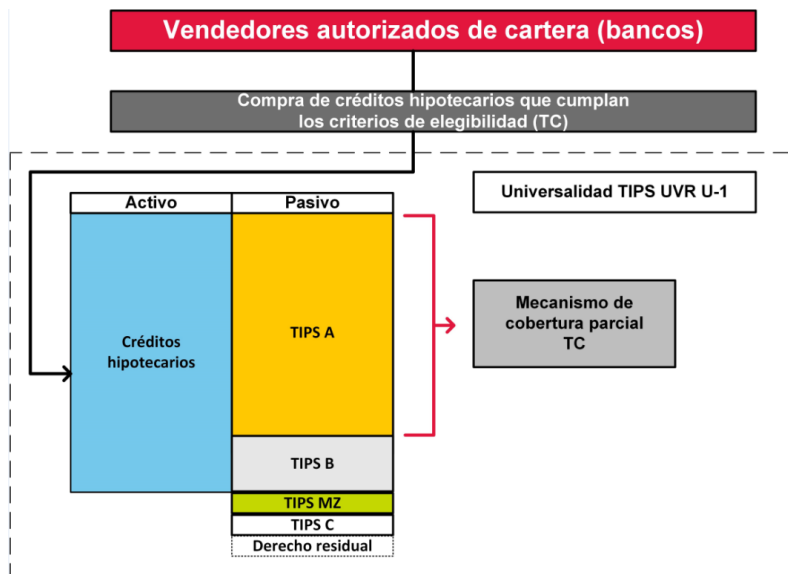 Vendedores autorizados de cartera (bancos)
Compra de créditos hipotecarios que cumplan
los criterios de elegibilidad (TC)
Universalidad TIPS UVR U-1
Activo
Pasivo
Créditos
hipotecarios
TIPS A
Mecanismo de
cobertura parcial
TC
TIPS B
TIPS MZ
TIPS C
Derecho residual